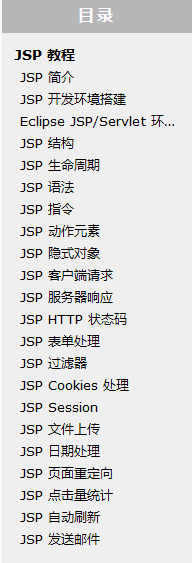 目录
JSP 教程
JSP 简介
JSP 开发环境搭建
Eclipse JSP/Servlet 环...
JSP 结构
JSP 生命周期
JSP 语法
JSP 指令
JSP 动作元素
JSP 隐式对象
JSP 客户端请求
JSP 服务器响应
JSP HTTP 状态码
JSP 表单处理
JSP 过滤器
JSP Cookies 处理
JSP Session
JSP 文件上传
JSP 日期处理
JSP 页面重定向
JSP 点击量统计
JSP 自动刷新
JSP 发送邮件